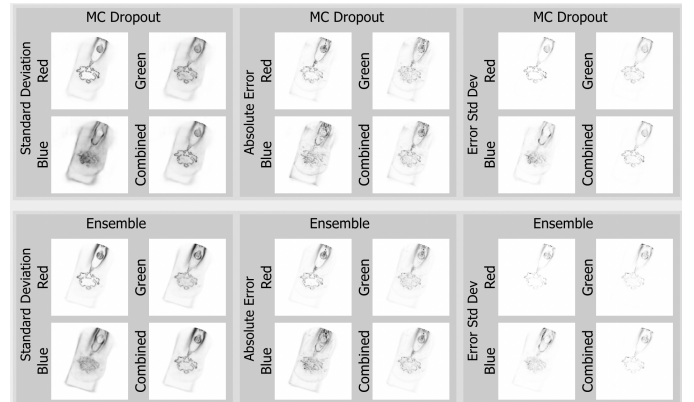 MC Dropout
Standard Deviation
Red
Green
Blue
Combined
MC Dropout
Absolute Error
Red
Green
Blue
Combined
MC Dropout
Error Std Dev
Red
Green
Blue
Combined
Ensemble
Standard Deviation
Red
Green
Blue
Combined
Ensemble
Absolute Error
Red
Green
Blue
Combined
Ensemble
Error Std Dev
Red
Green
Blue
Combined